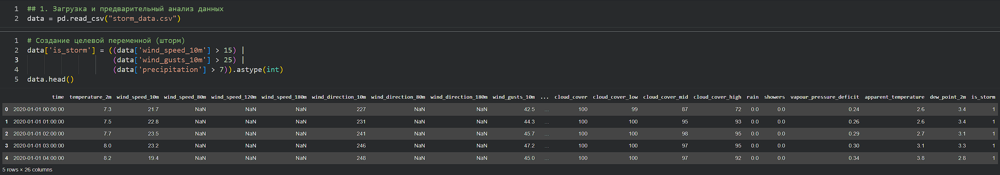 1 ## 1. Загрузка и предварительный анализ данных
2 data = pd.read_csv("storm_data.csv")
1 # Создание целевой переменной (шторм)
2 data['is_storm'] = ((data['wind_speed_10m'] > 15) |
3 (data['wind_gusts_10m'] > 25) |
4 (data['precipitation'] > 7)).astype(int)
5 data.head()
time temperature_2m wind_speed_10m wind_speed_80m wind_speed_120m wind_speed_180m wind_direction_10m wind_direction_80m wind_direction_180m wind_gusts_10m ... cloud_cover cloud_cover_low cloud_cover_mid cloud_cover_high rain showers vapour_pressure_deficit apparent_temperature dew_point_2m is_storm
0 2020-01-01 00:00:00 7.3 21.7 NaN NaN NaN 227 NaN NaN 42.5 ... 100 99 87 72 0.0 0.0 0.24 2.6 3.4 1
1 2020-01-01 01:00:00 7.5 22.8 NaN NaN NaN 231 NaN NaN 44.3 ... 100 100 95 93 0.0 0.0 0.26 2.6 3.4 1
2 2020-01-01 02:00:00 7.7 23.5 NaN NaN NaN 241 NaN NaN 45.7 ... 100 100 98 95 0.0 0.0 0.29 2.7 3.1 1
3 2020-01-01 03:00:00 8.0 23.2 NaN NaN NaN 246 NaN NaN 47.2 ... 100 100 97 95 0.0 0.0 0.30 3.1 3.3 1
4 2020-01-01 04:00:00 8.2 19.4 NaN NaN NaN 248 NaN NaN 45.0 ... 100 100 97 92 0.0 0.0 0.34 3.8 2.8 1
5 rows × 26 columns